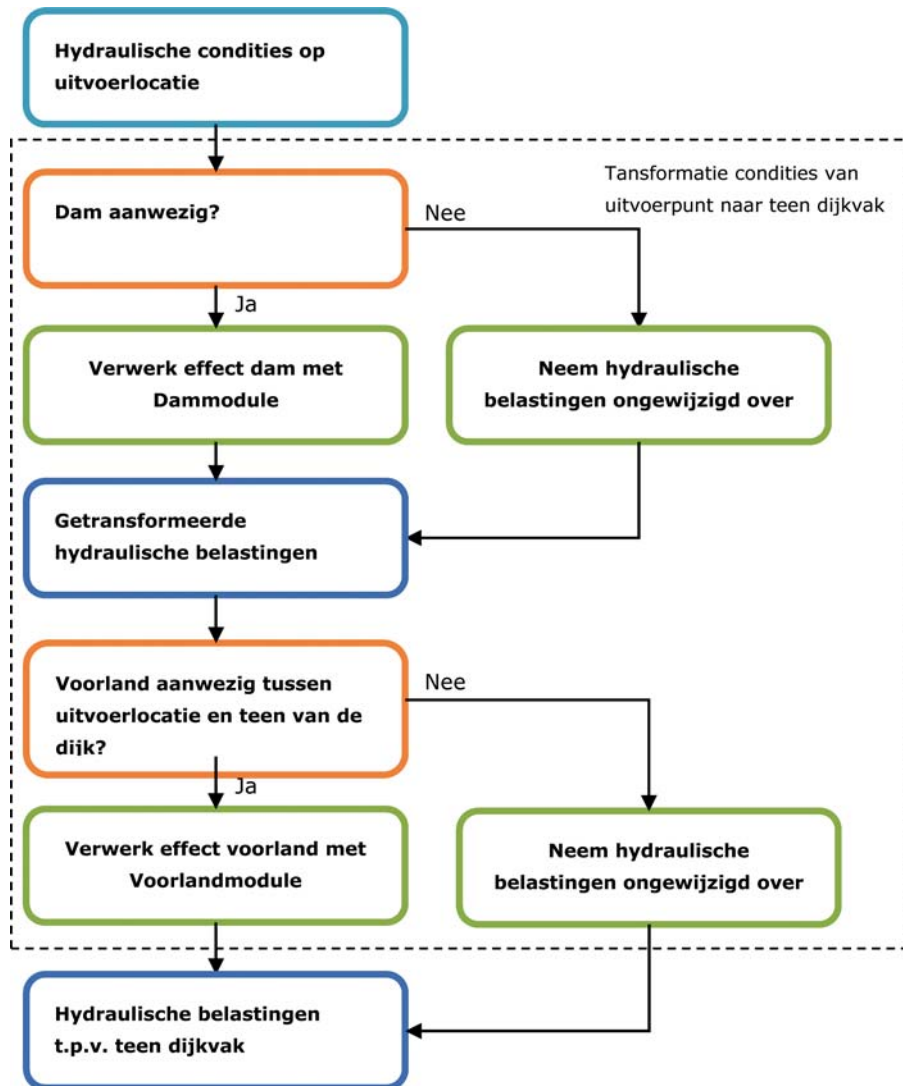 Hydraulische condities op
uitvoerlocatie
Tansformatie condities van
uitvoerpunt naar teen dijkvak
Dam aanwezig?
Nee
Ja
Verwerk effect dam met
Dammodule
Neem hydraulische
belastingen ongewijzigd over
Getransformeerde
hydraulische belastingen
Voorland aanwezig tussen
uitvoerlocatie en teen van de
dijk?
Nee
Ja
Verwerk effect voorland met
Voorlandmodule
Neem hydraulische
belastingen ongewijzigd over
Hydraulische belastingen
t.p.v. teen dijkvak